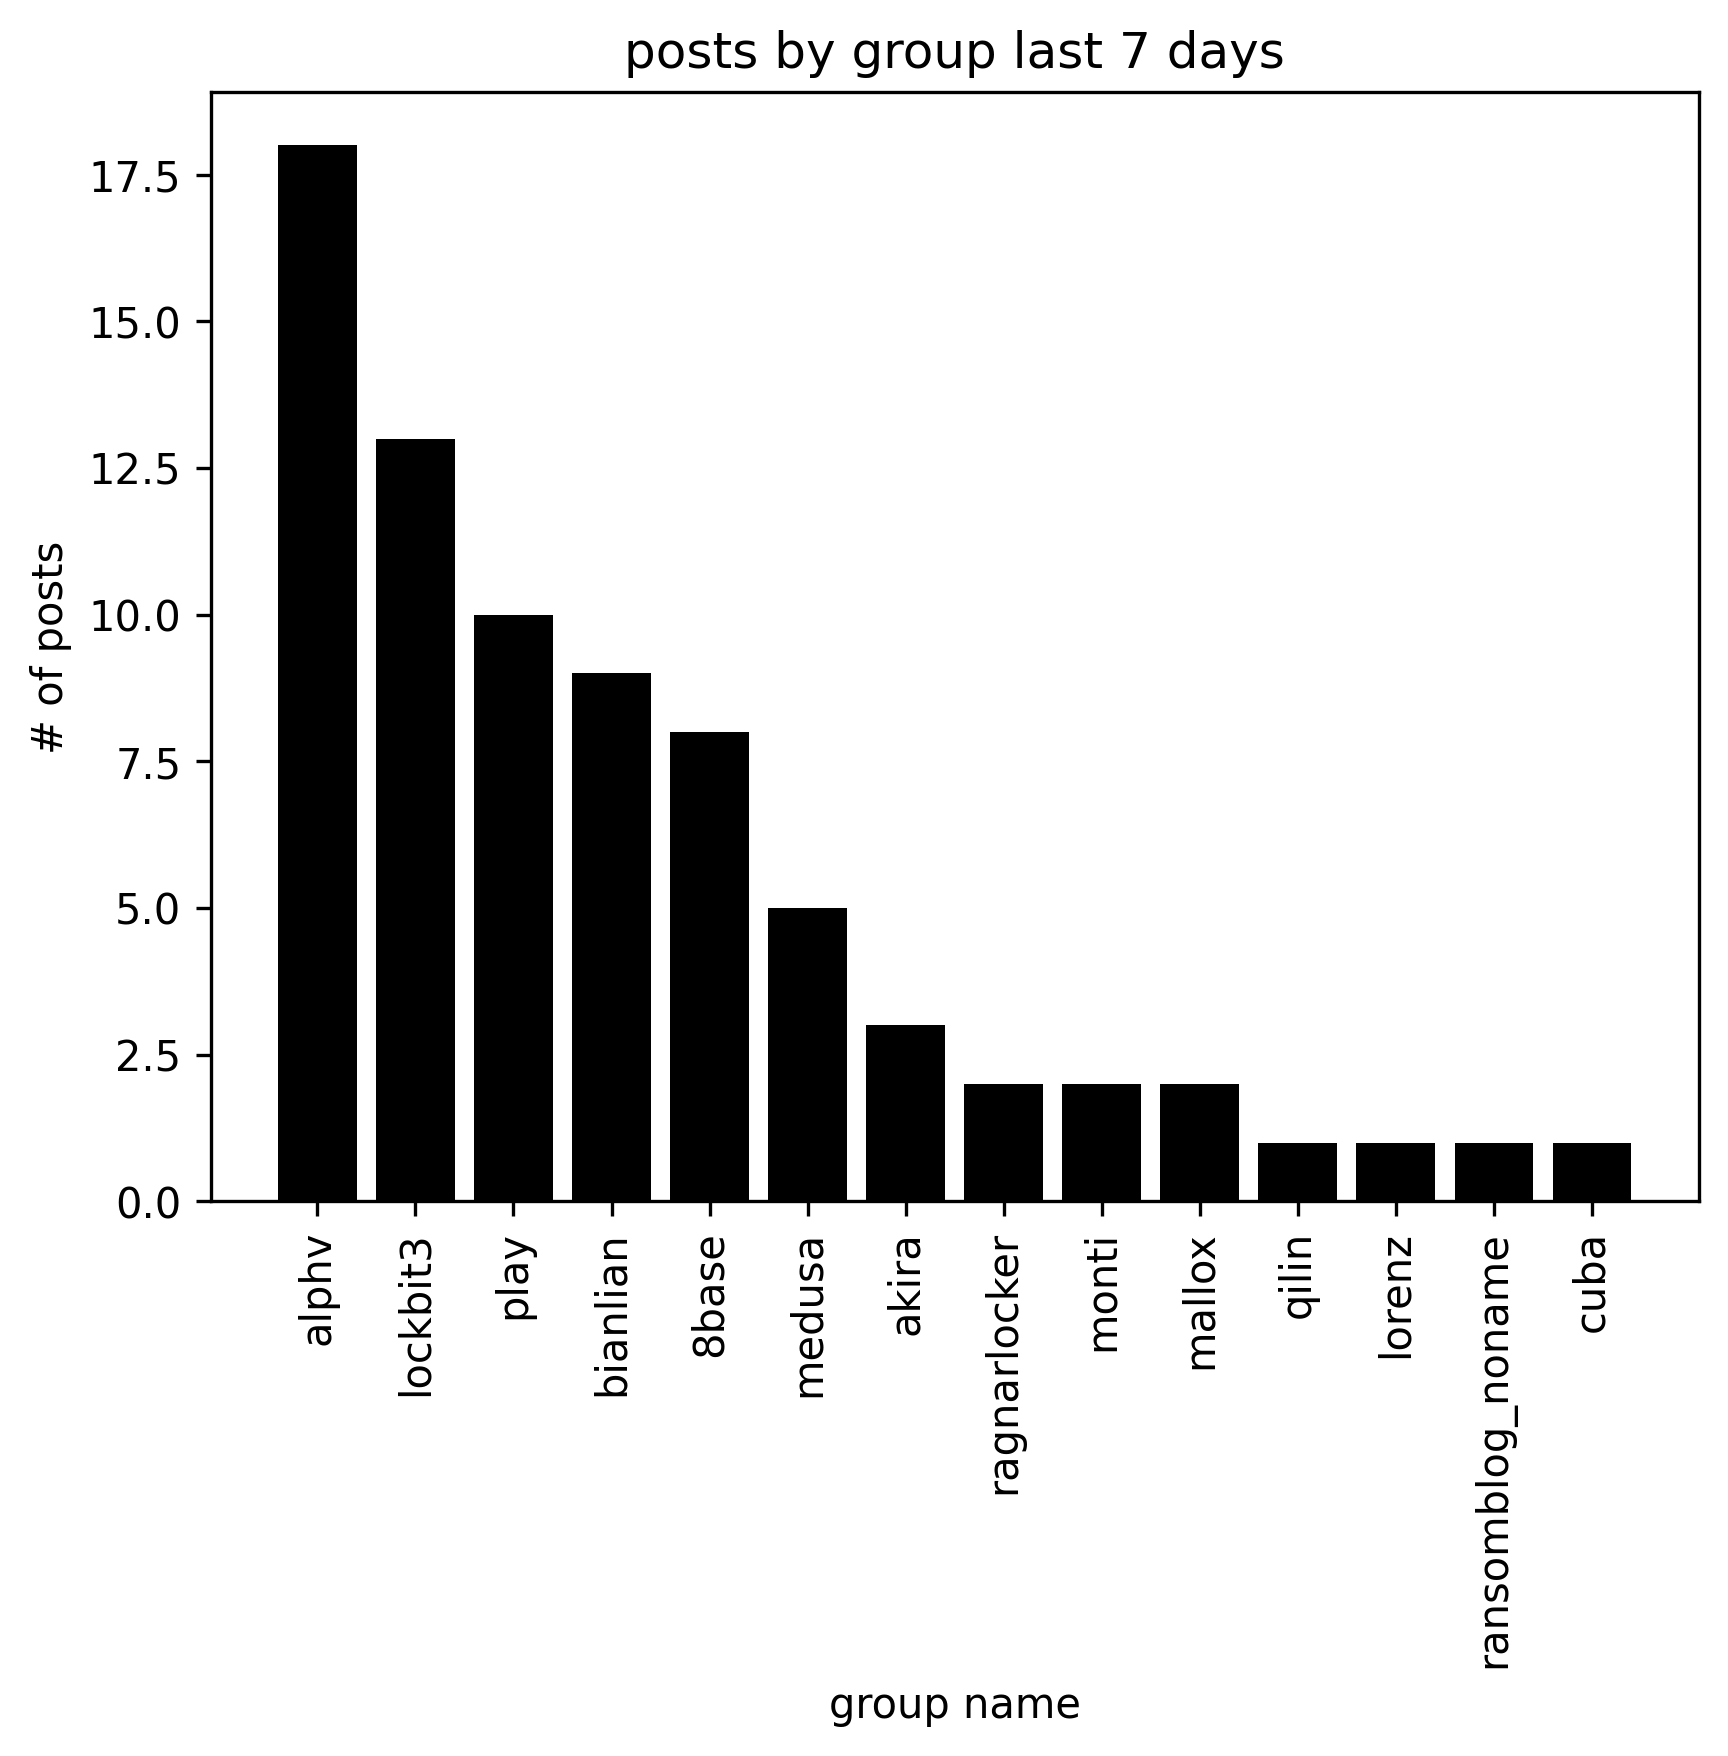 posts by group last 7 days
# of posts
17.5
15.0
12.5
10.0
7.5
5.0
2.5
0.0
alphv
lockbit3
play
bianlian
8base
medusa
akira
ragnarlocker
monti
mallox
qilin
lorenz
ransomblog_noname
cuba
group name